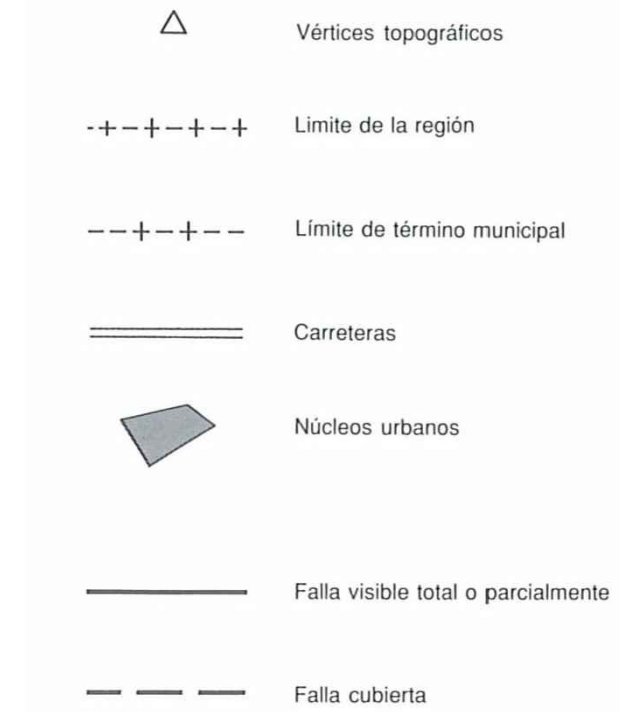 Vértices topográficos
Limite de la región
Límite de término municipal
Carreteras
Núcleos urbanos
Falla visible total o parcialmente
Falla cubierta